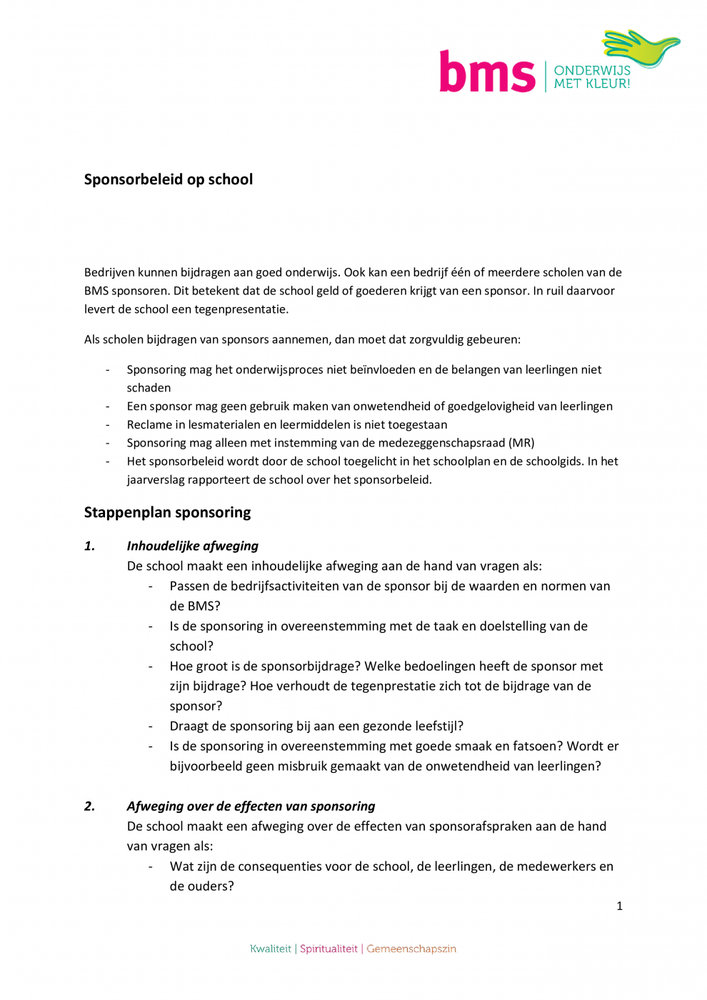 bms
ONDERWIJS
MET KLEUR!
Sponsorbeleid op school
Bedrijven kunnen bijdragen aan goed onderwijs. Ook kan een bedrijf één of meerdere scholen van de
BMS sponsoren. Dit betekent dat de school geld of goederen krijgt van een sponsor. In ruil daarvoor
levert de school een tegenpresentatie.
Als scholen bijdragen van sponsors aannemen, dan moet dat zorgvuldig gebeuren:
- Sponsoring mag het onderwijsproces niet beïnvloeden en de belangen van leerlingen niet
schaden
- Een sponsor mag geen gebruik maken van onwetendheid of goedgelovigheid van leerlingen
- Reclame in lesmaterialen en leermiddelen is niet toegestaan
- Sponsoring mag alleen met instemming van de medezeggenschapsraad (MR)
- Het sponsorbeleid wordt door de school toegelicht in het schoolplan en de schoolgids. In het
jaarverslag rapporteert de school over het sponsorbeleid.
Stappenplan sponsoring
1. Inhoudelijke afweging
De school maakt een inhoudelijke afweging aan de hand van vragen als:
- Passen de bedrijfsactiviteiten van de sponsor bij de waarden en normen van
de BMS?
- Is de sponsoring in overeenstemming met de taak en doelstelling van de
school?
- Hoe groot is de sponsorbijdrage? Welke bedoelingen heeft de sponsor met
zijn bijdrage? Hoe verhoudt de tegenprestatie zich tot de bijdrage van de
sponsor?
- Draagt de sponsoring bij aan een gezonde leefstijl?
- Is de sponsoring in overeenstemming met goede smaak en fatsoen? Wordt er
bijvoorbeeld geen misbruik gemaakt van de onwetendheid van leerlingen?
2. Afweging over de effecten van sponsoring
De school maakt een afweging over de effecten van sponsorafspraken aan de hand
van vragen als:
- Wat zijn de consequenties voor de school, de leerlingen, de medewerkers en
de ouders?
1
Kwaliteit | Spiritualiteit | Gemeenschapszin